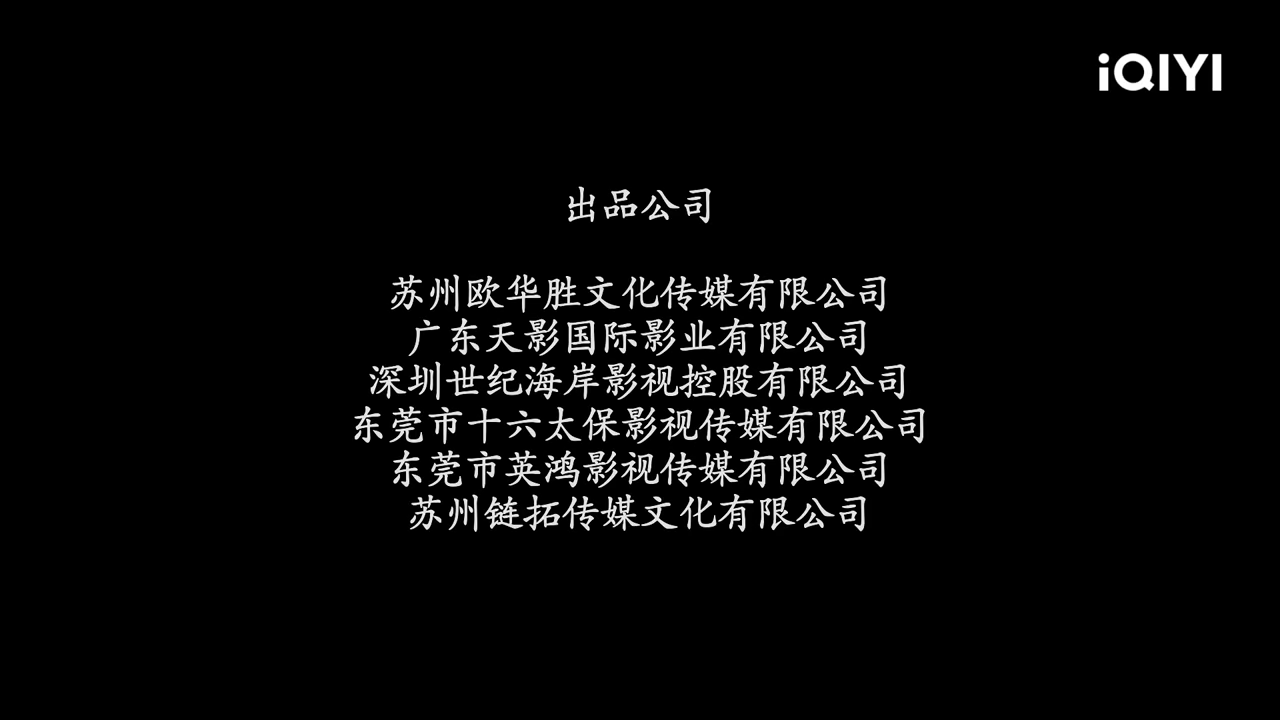 iQIYI
出品公司
苏州欧华胜文化传媒有限公司
广东天影国际影业有限公司
深圳世纪海岸影视控股有限公司
东莞市十六太保影视传媒有限公司
东莞市英鸿影视传媒有限公司
苏州链拓传媒文化有限公司